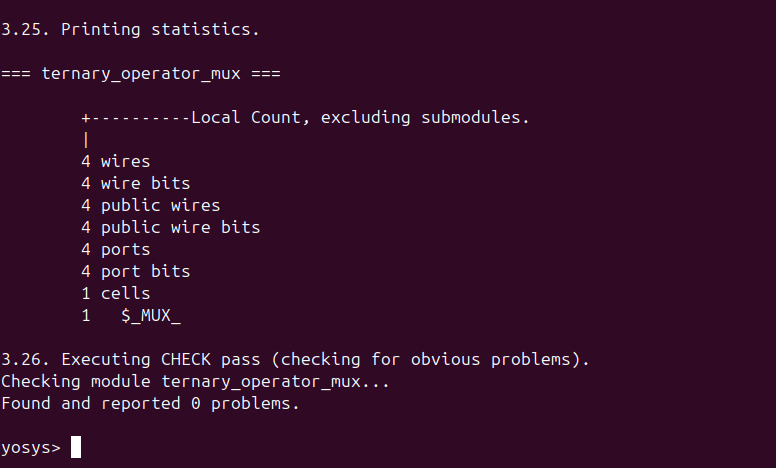 3.25. Printing statistics.
=== ternary_operator_mux ===
+----------Local Count, excluding submodules.
|
4 wires
4 wire bits
4 public wires
4 public wire bits
4 ports
4 port bits
1 cells
1   $_MUX_
3.26. Executing CHECK pass (checking for obvious problems).
Checking module ternary_operator_mux...
Found and reported 0 problems.
yosys>